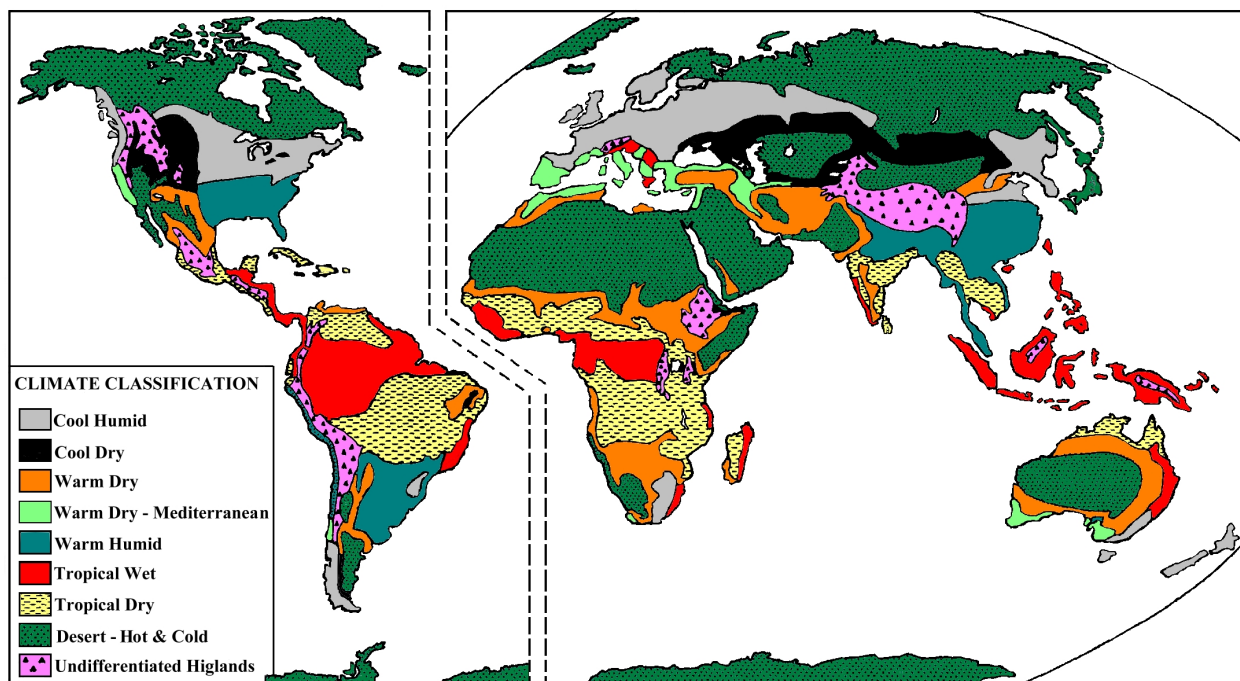 CLIMATE CLASSIFICATION
Cool Humid
Cool Dry
Warm Dry
Warm Dry - Mediterranean
Warm Humid
Tropical Wet
Tropical Dry
Desert - Hot & Cold
Undifferentiated Higlands